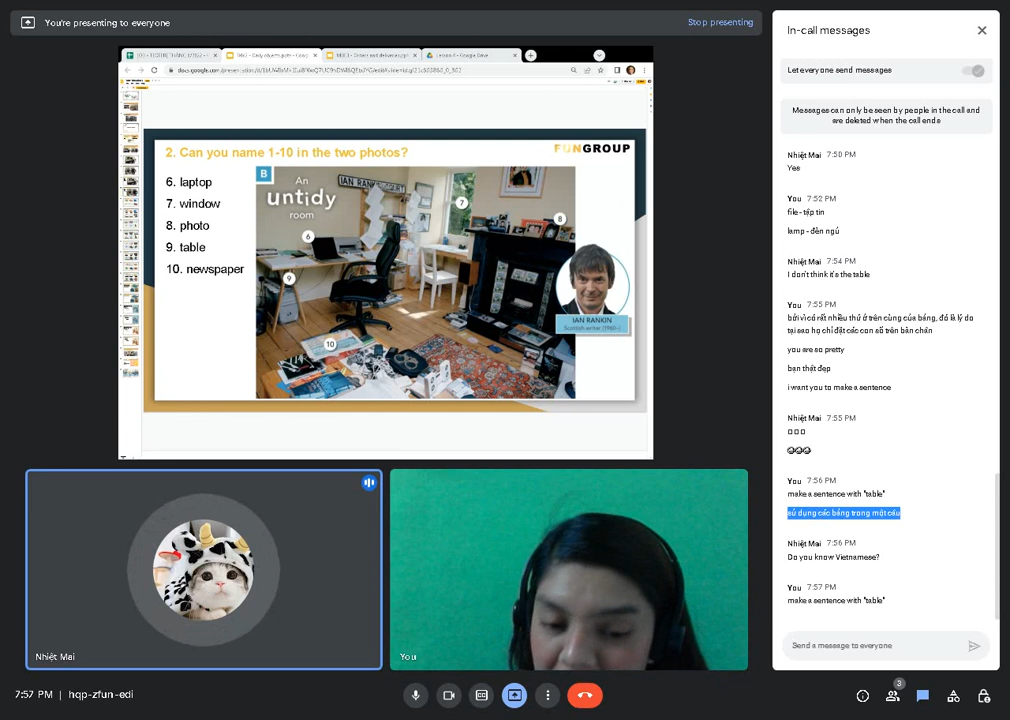 You're presenting to everyone
Stop presenting
2. Can you name 1-10 in the two photos?
FUNGROUP
6. laptop
7. window
8. photo
9. table
10. newspaper
B
An
untidy
room
6
7
8
9
10
IAN RANKIN
Scottish writer (1960–)
Nhiệt Mai
You
7:57 PM | hqp-zfun-edi
3
In-call messages
Let everyone send messages
Messages can only be seen by people in the call and
are deleted when the call ends
Nhiệt Mai 7:50 PM
Yes
You 7:52 PM
file- tập tin
lamp - đèn ngủ
Nhiệt Mai 7:54 PM
I don't think it's the table
You 7:55 PM
bởi vì có rất nhiều thứ ở trên cùng của bảng, đó là lý do
tại sao họ chỉ đặt các con số trên bàn chân
you are so pretty
bạn thật đẹp
i want you to make a sentence
Nhiệt Mai 7:55 PM
You 7:56 PM
make a sentence with "table"
sử dụng các bảng trong một câu
Nhiệt Mai 7:56 PM
Do you know Vietnamese?
You 7:57 PM
make a sentence with "table"
Send a message to everyone